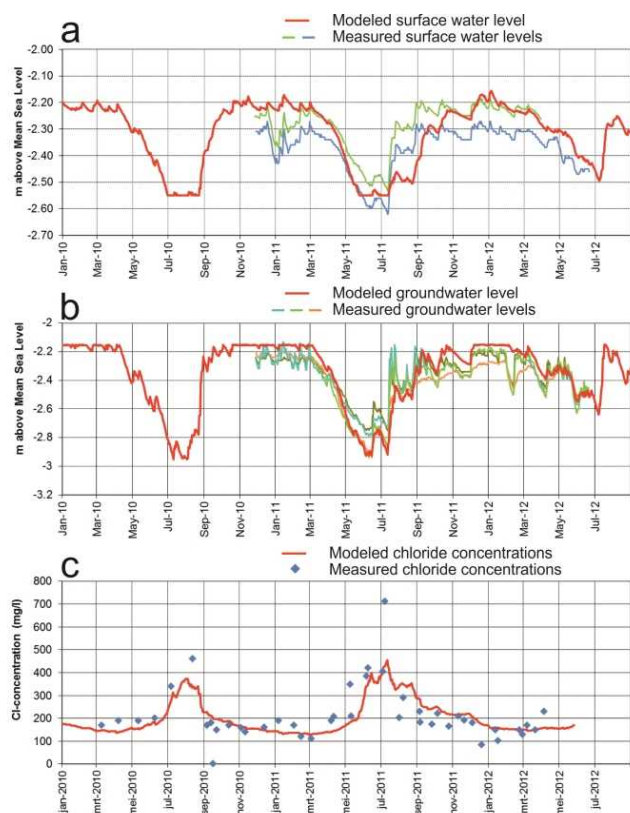 a
Modeled surface water level
Measured surface water levels
m above Mean Sea Level
-2.00
-2.10
-2.20
-2.30
-2.40
-2.50
-2.60
-2.70
Jan-10
Mar-10
May-10
Jul-10
Sep-10
Nov-10
Jan-11
Mar-11
May-11
Jul-11
Sep-11
Nov-11
Jan-12
Mar-12
May-12
Jul-12
b
Modeled groundwater level
Measured groundwater levels
m above Mean Sea Level
-2
-2.2
-2.4
-2.6
-2.8
-3
-3.2
Jan-10
Mar-10
May-10
Jul-10
Sep-10
Nov-10
Jan-11
Mar-11
May-11
Jul-11
Sep-11
Nov-11
Jan-12
Mar-12
May-12
Jul-12
c
Modeled chloride concentrations
Measured chloride concentrations
Cl-concentration (mg/l)
800
700
600
500
400
300
200
100
0
jan-2010
mrt-2010
mei-2010
jul-2010
sep-2010
nov-2010
jan-2011
mrt-2011
mei-2011
jul-2011
sep-2011
nov-2011
jan-2012
mrt-2012
mei-2012
jul-2012